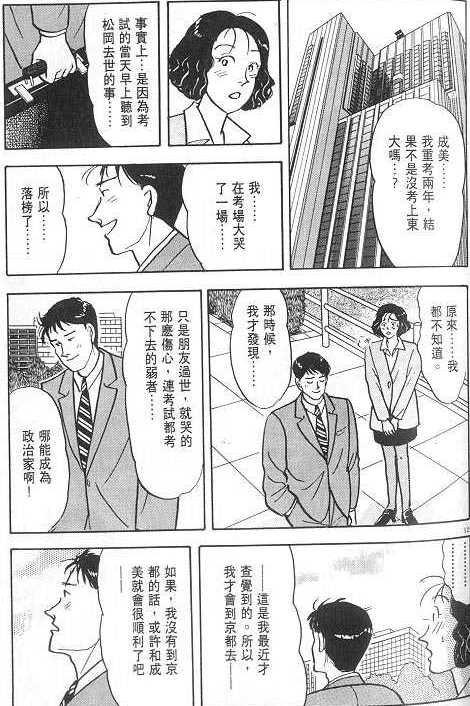 成美……
我重考兩年，結
果不是沒考上東
大嗎…？
事實上…是因為考
試的當天早上聽到
松岡去世的事……
我……
在考場大哭
了一場……
所以……
落榜了……
原來……我
都不知道。
那時候，
我才發現…
只是朋友過世，就哭的
那麼傷心，連考試都考
不下去的弱者……
哪能成為
政治家啊！
……
——這是我最近才
查覺到的。所以，
我才會到京都去——
如果，我沒有到京
都的話，或許和成
美就會很順利了吧